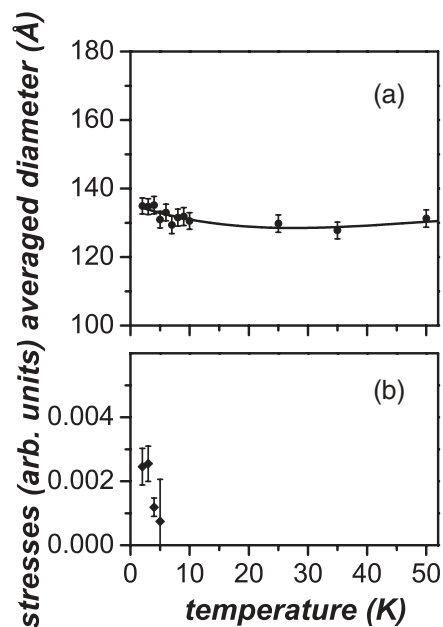 averaged diameter (Å)
180
160
140
120
100
(a)
stresses (arb. units)
0.004
0.002
0.000
(b)
0 10 20 30 40 50
temperature (K)